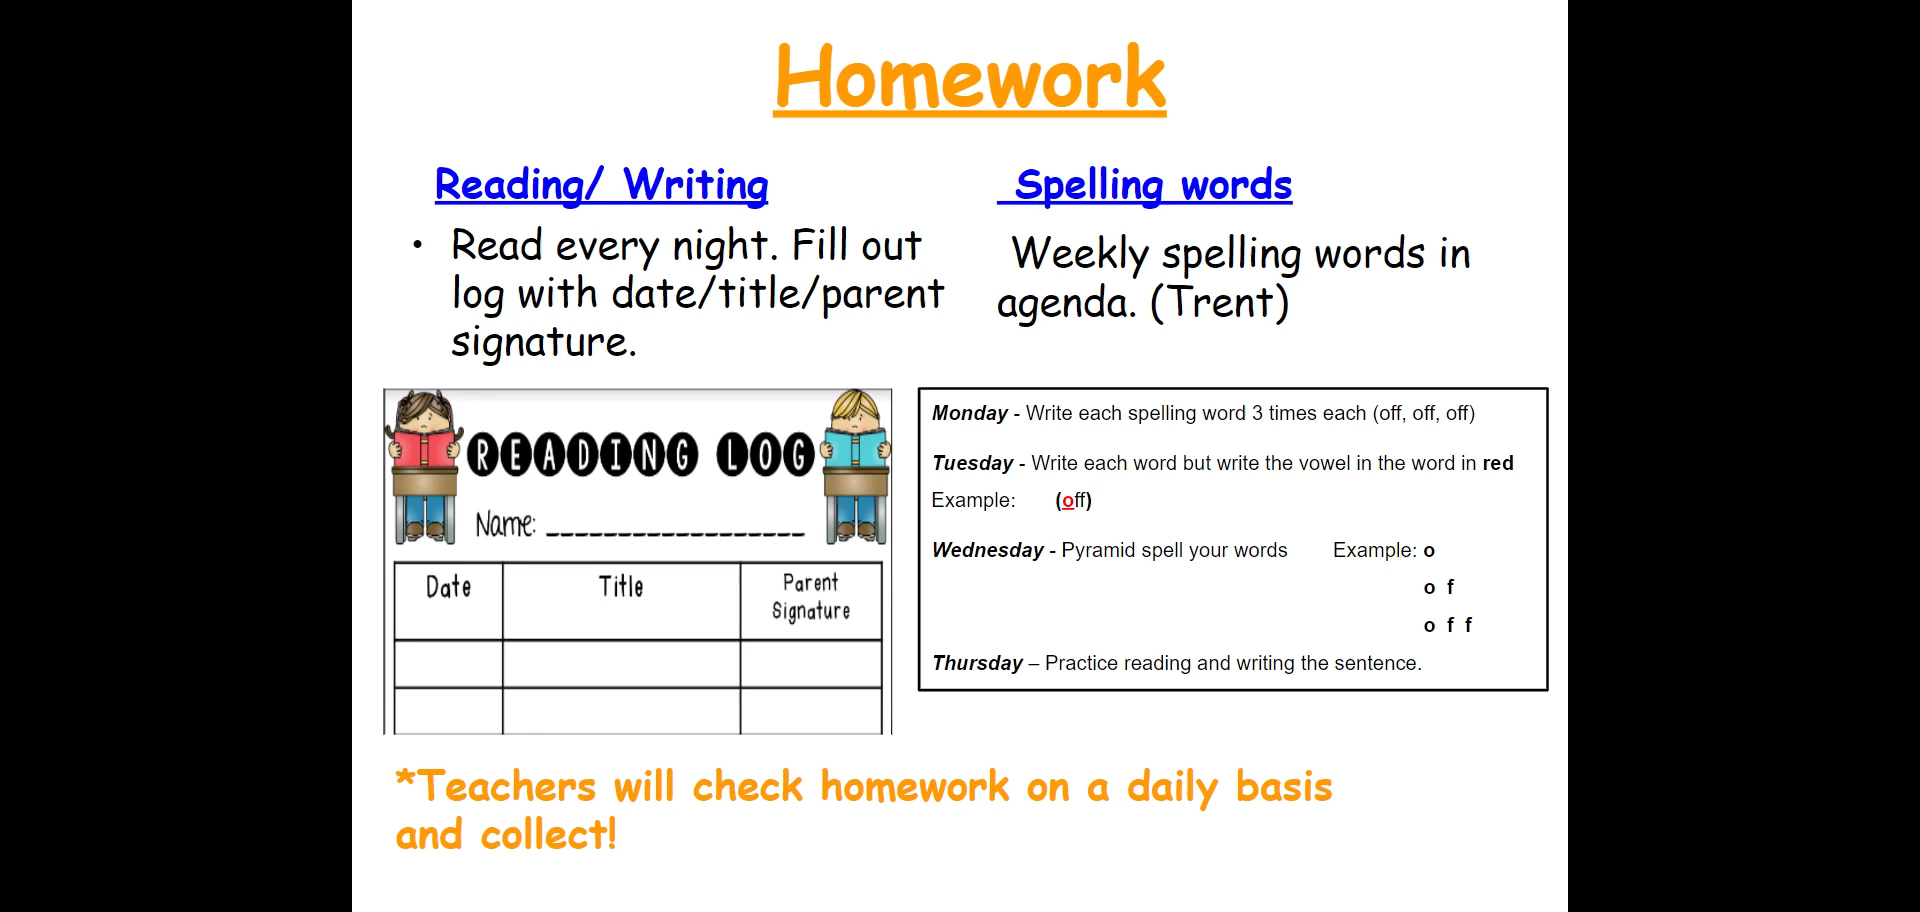 Homework
Reading/ Writing
• Read every night. Fill out
log with date/title/parent
signature.
Spelling words
Weekly spelling words in
agenda. (Trent)
READING LOG
Name: __________________
Date Title Parent
Signature
Monday - Write each spelling word 3 times each (off, off, off)
Tuesday - Write each word but write the vowel in the word in red
Example: (off)
Wednesday - Pyramid spell your words Example: o
o f
o f f
Thursday – Practice reading and writing the sentence.
*Teachers will check homework on a daily basis
and collect!